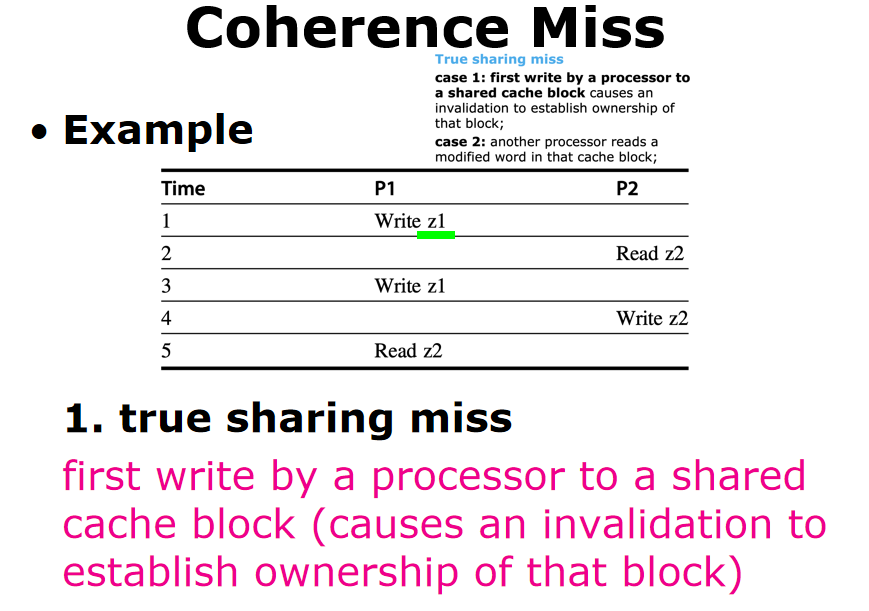 Coherence Miss
True sharing miss
case 1: first write by a processor to
a shared cache block causes an
invalidation to establish ownership of
that block;
case 2: another processor reads a
modified word in that cache block;
• Example
Time P1 P2
1 Write z1
2 Read z2
3 Write z1
4 Write z2
5 Read z2
1. true sharing miss
first write by a processor to a shared
cache block (causes an invalidation to
establish ownership of that block)